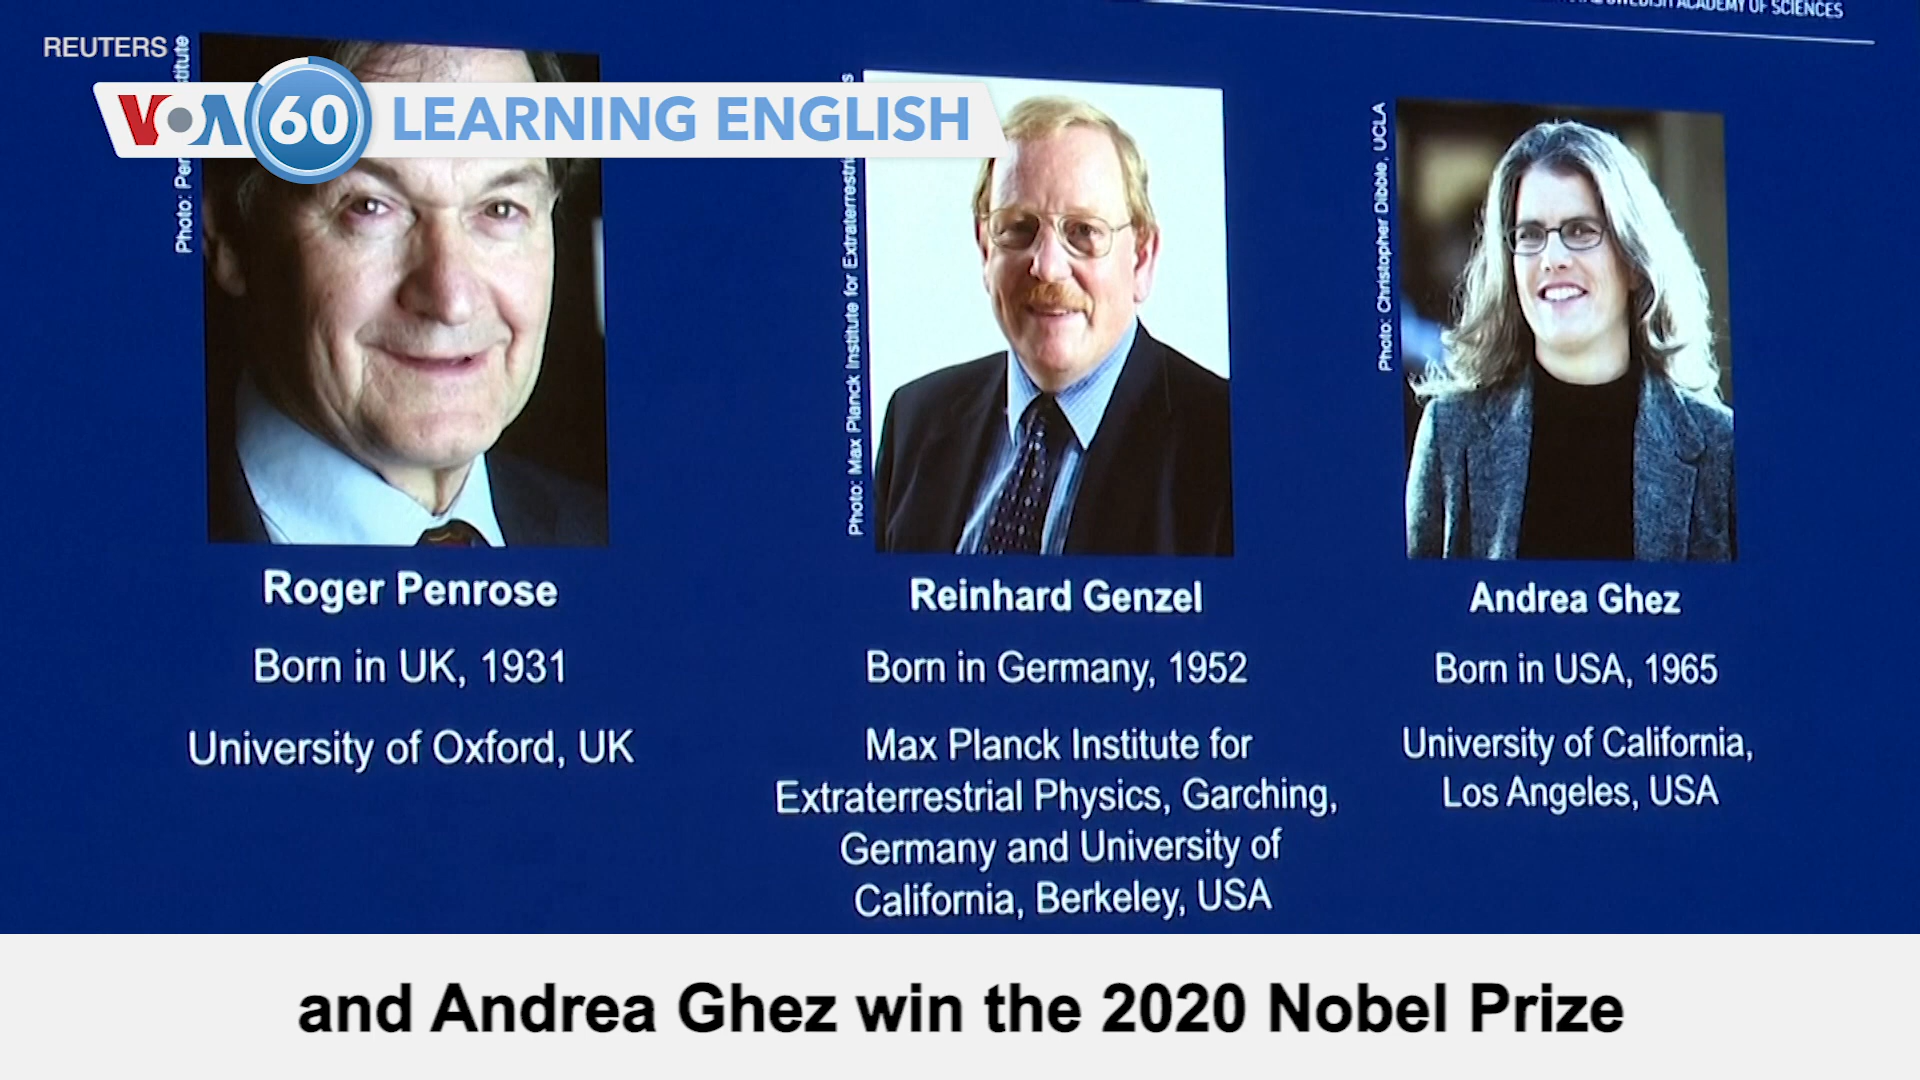 SWEDISH ACADEMY OF SCIENCES
REUTERS
VOA 60 LEARNING ENGLISH
Photo:
Photo: Max Planck Institute for
Photo: Christopher Dibble, UCLA
Roger Penrose
Born in UK, 1931
University of Oxford, UK
Reinhard Genzel
Born in Germany, 1952
Max Planck Institute for
Extraterrestrial Physics, Garching,
Germany and University of
California, Berkeley, USA
Andrea Ghez
Born in USA, 1965
University of California,
Los Angeles, USA
and Andrea Ghez win the 2020 Nobel Prize